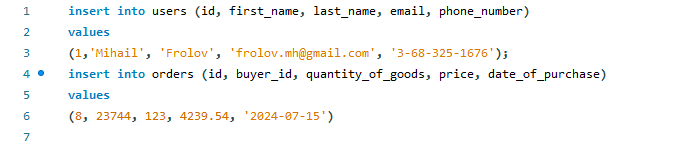 1 insert into users (id, first_name, last_name, email, phone_number)
2 values
3 (1,'Mihail', 'Frolov', 'frolov.mh@gmail.com', '3-68-325-1676');
4 insert into orders (id, buyer_id, quantity_of_goods, price, date_of_purchase)
5 values
6 (8, 23744, 123, 4239.54, '2024-07-15')
7